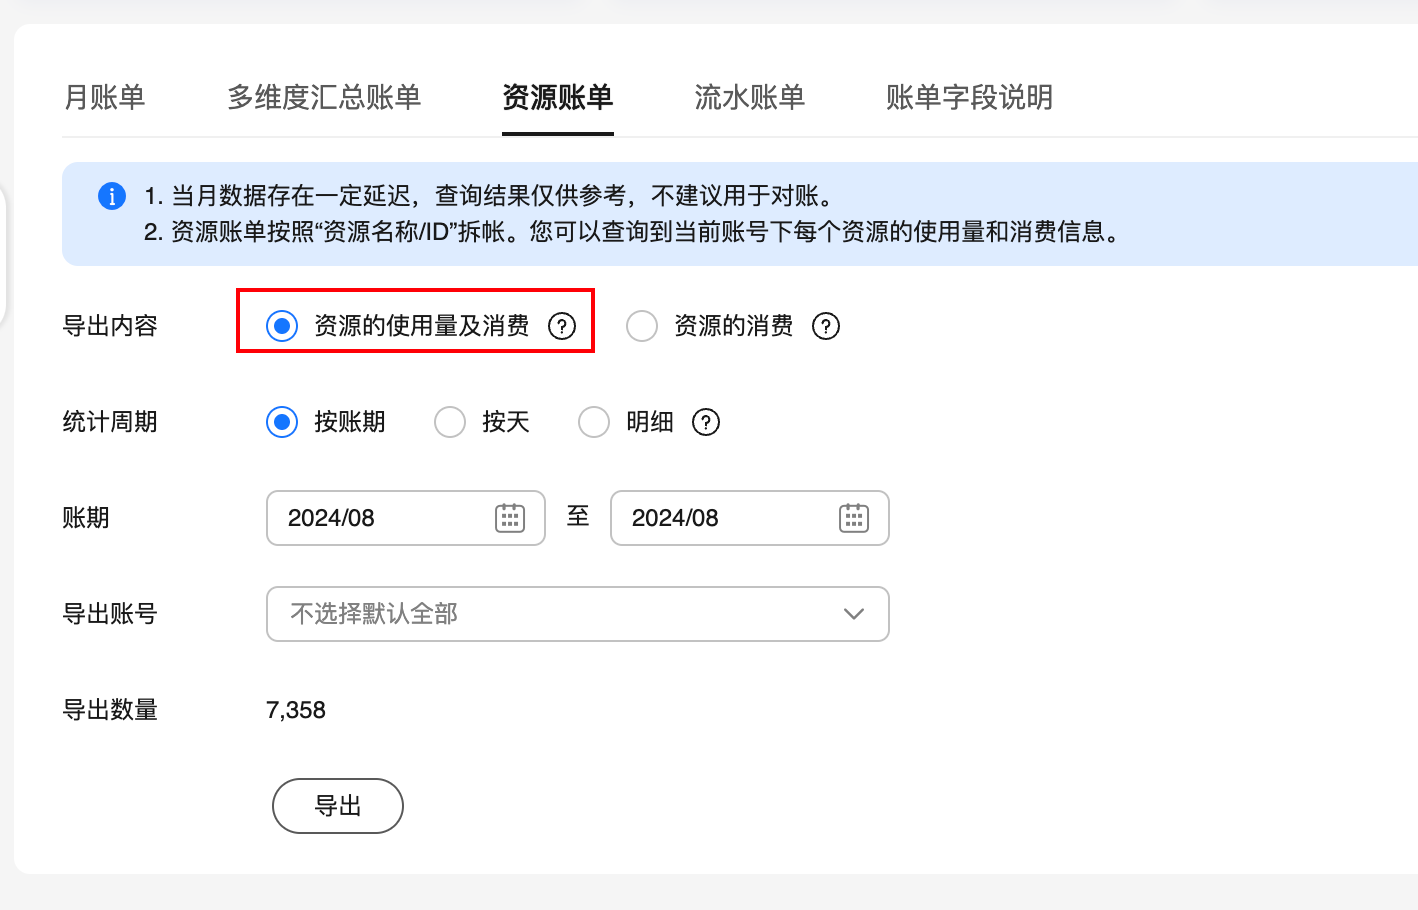 月账单 多维度汇总账单 资源账单 流水账单 账单字段说明
1. 当月数据存在一定延迟，查询结果仅供参考，不建议用于对账。
2. 资源账单按照“资源名称/ID”拆帐。您可以查询到当前账号下每个资源的使用量和消费信息。
导出内容 资源的使用量及消费 ? 资源的消费 ?
统计周期 按账期 按天 明细 ?
账期 2024/08 至 2024/08
导出账号 不选择默认全部
导出数量 7,358
导出